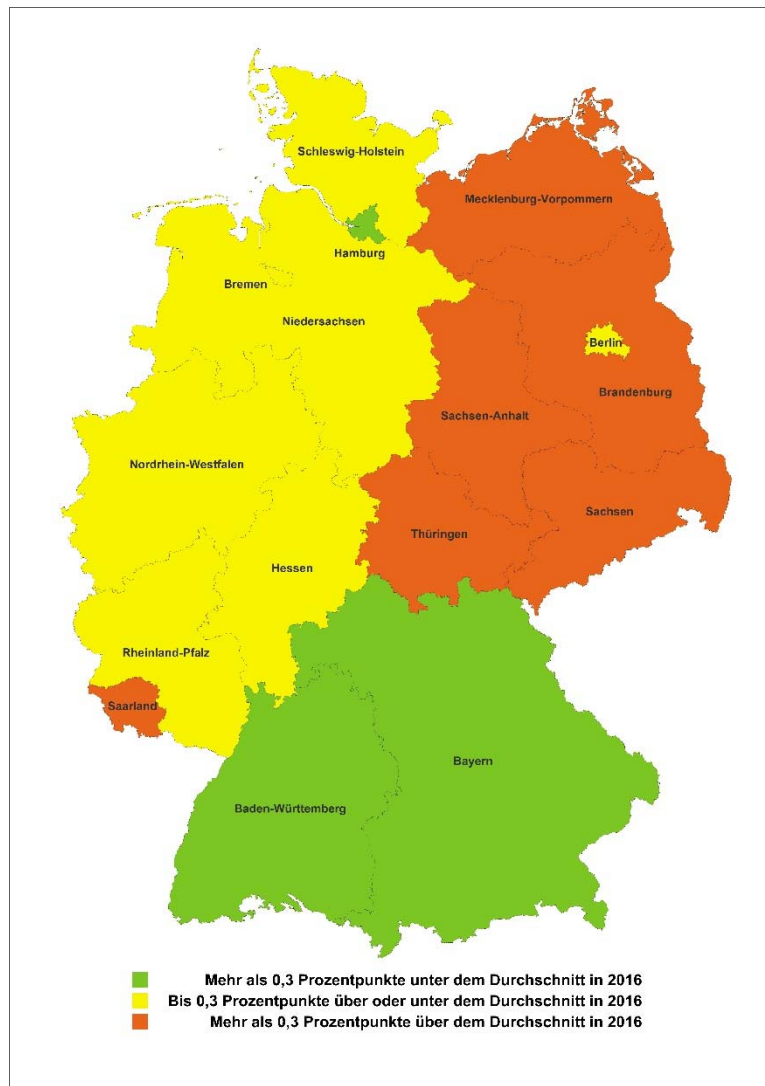 Schleswig-Holstein
Mecklenburg-Vorpommern
Hamburg
Bremen
Niedersachsen
Berlin
Brandenburg
Sachsen-Anhalt
Nordrhein-Westfalen
Sachsen
Thüringen
Hessen
Rheinland-Pfalz
Saarland
Bayern
Baden-Württemberg
Mehr als 0,3 Prozentpunkte unter dem Durchschnitt in 2016
Bis 0,3 Prozentpunkte über oder unter dem Durchschnitt in 2016
Mehr als 0,3 Prozentpunkte über dem Durchschnitt in 2016